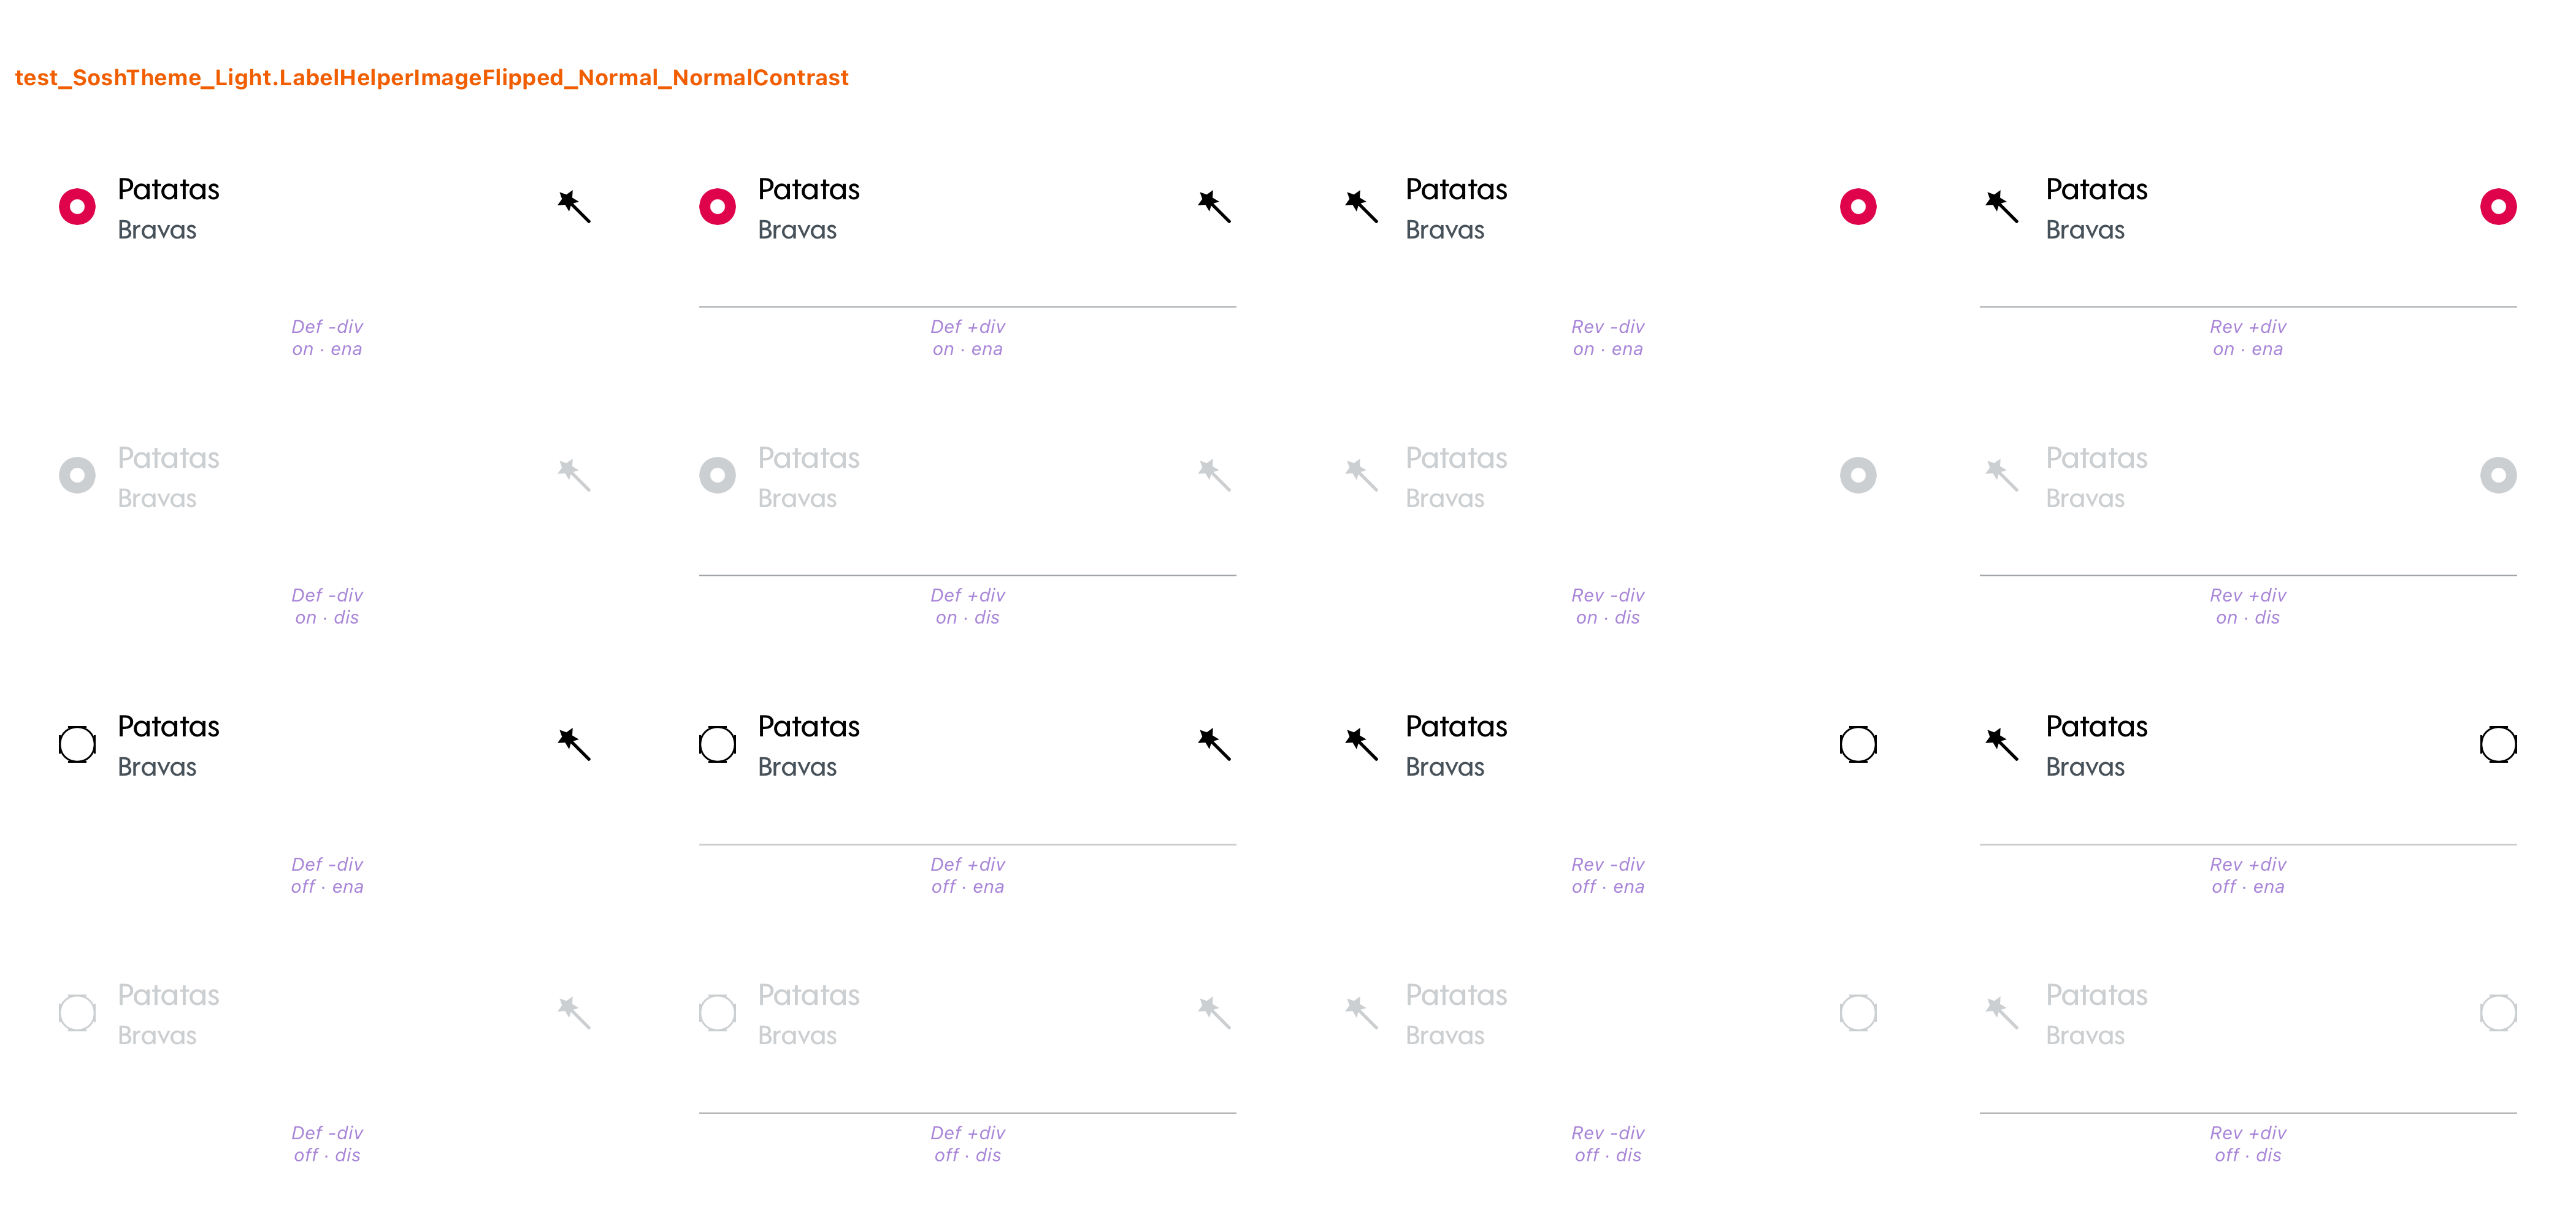 test_SoshTheme_Light.LabelHelperImageFlipped_Normal_NormalContrast
Patatas
Bravas
Def -div
on · ena
Patatas
Bravas
Def +div
on · ena
Patatas
Bravas
Rev -div
on · ena
Patatas
Bravas
Rev +div
on · ena
Patatas
Bravas
Def -div
on · dis
Patatas
Bravas
Def +div
on · dis
Patatas
Bravas
Rev -div
on · dis
Patatas
Bravas
Rev +div
on · dis
Patatas
Bravas
Def -div
off · ena
Patatas
Bravas
Def +div
off · ena
Patatas
Bravas
Rev -div
off · ena
Patatas
Bravas
Rev +div
off · ena
Patatas
Bravas
Def -div
off · dis
Patatas
Bravas
Def +div
off · dis
Patatas
Bravas
Rev -div
off · dis
Patatas
Bravas
Rev +div
off · dis